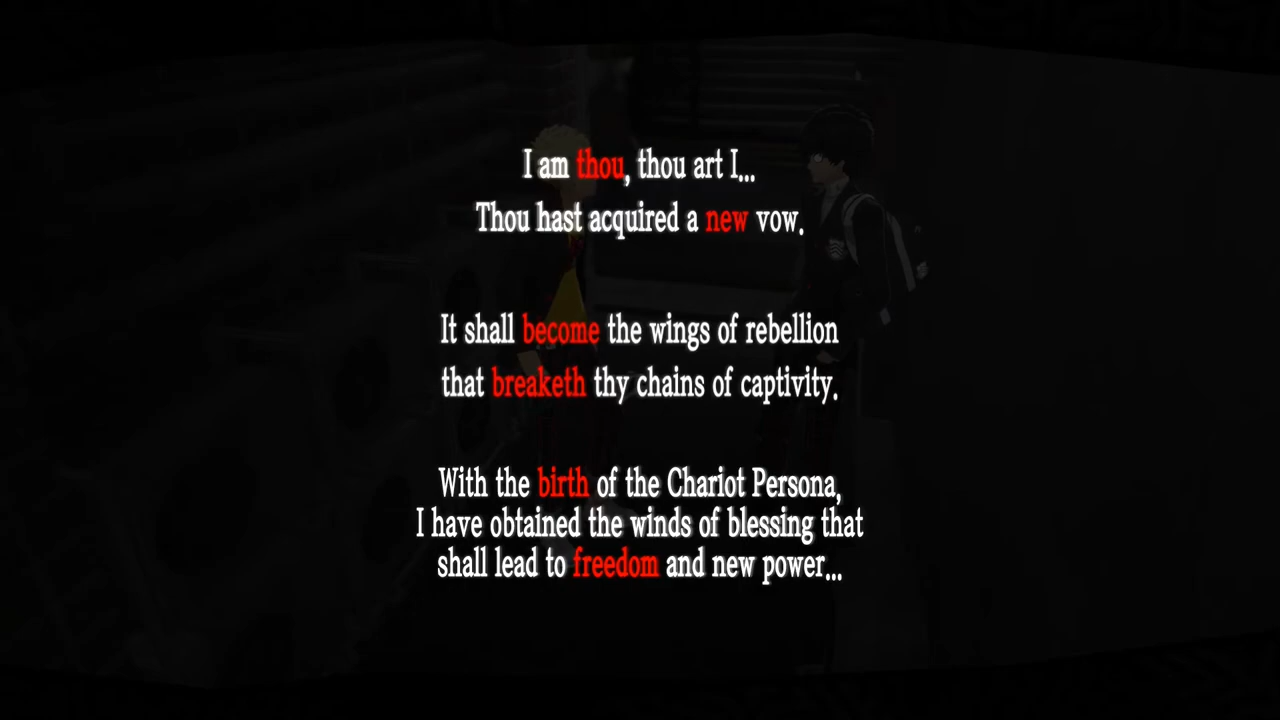 I am thou, thou art I...
Thou hast acquired a new vow.
It shall become the wings of rebellion
that breaketh thy chains of captivity.
With the birth of the Chariot Persona,
I have obtained the winds of blessing that
shall lead to freedom and new power...